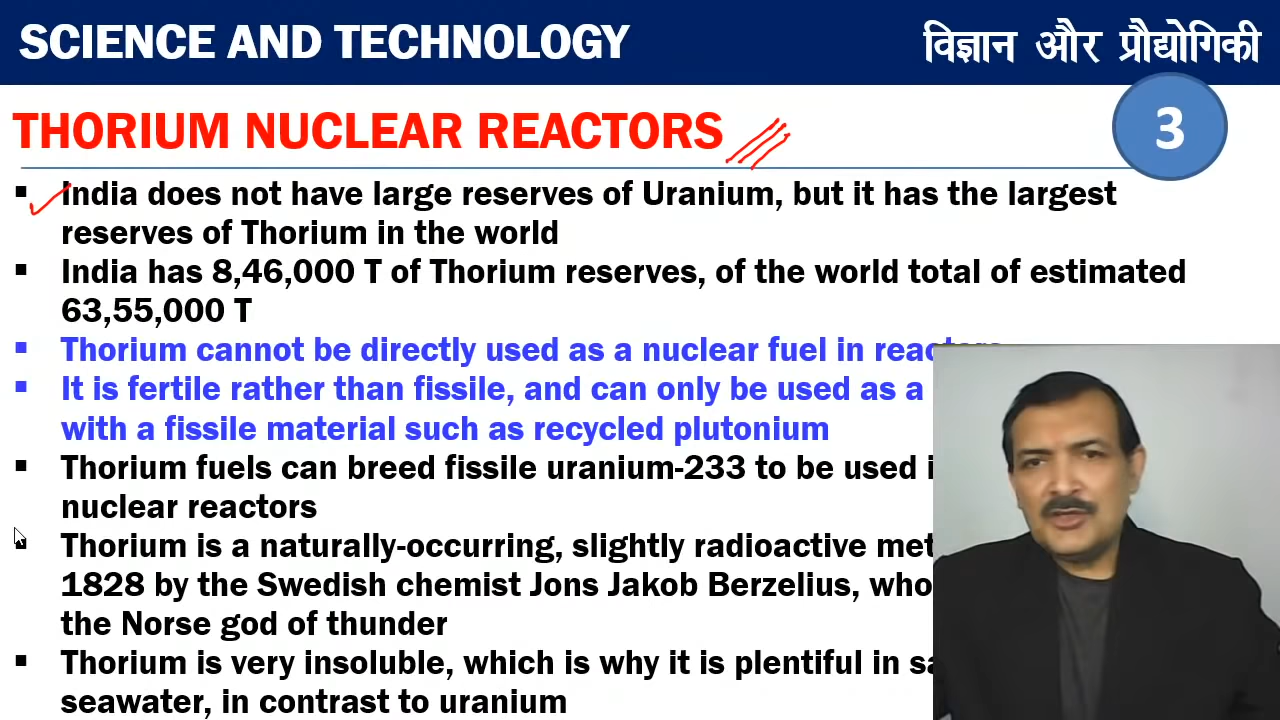 SCIENCE AND TECHNOLOGY
विज्ञान और प्रौद्योगिकी
THORIUM NUCLEAR REACTORS
3
India does not have large reserves of Uranium, but it has the largest
reserves of Thorium in the world
India has 8,46,000 T of Thorium reserves, of the world total of estimated
63,55,000 T
Thorium cannot be directly used as a nuclear fuel in reactors
It is fertile rather than fissile, and can only be used as a
with a fissile material such as recycled plutonium
Thorium fuels can breed fissile uranium-233 to be used
nuclear reactors
Thorium is a naturally-occurring, slightly radioactive
1828 by the Swedish chemist Jons Jakob Berzelius, who
the Norse god of thunder
Thorium is very insoluble, which is why it is plentiful in
seawater, in contrast to uranium